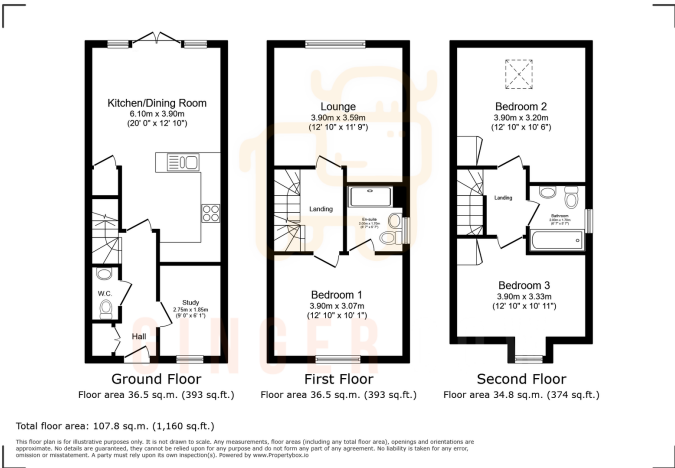 Kitchen/Dining Room
6.10m x 3.90m
(20' 0" x 12' 10")
W.C.
Study
2.75m x 1.85m
(9' 0" x 6' 1")
Hall
Lounge
3.90m x 3.59m
(12' 10" x 11' 9")
Landing
En-suite
Bedroom 1
3.90m x 3.07m
(12' 10" x 10' 1")
Bedroom 2
3.90m x 3.20m
(12' 10" x 10' 6")
Landing
Bathroom
Bedroom 3
3.90m x 3.33m
(12' 10" x 10' 11")
GINGER
Ground Floor
Floor area 36.5 sq.m. (393 sq.ft.)
First Floor
Floor area 36.5 sq.m. (393 sq.ft.)
Second Floor
Floor area 34.8 sq.m. (374 sq.ft.)
Total floor area: 107.8 sq.m. (1,160 sq.ft.)
This floor plan is for illustrative purposes only. It is not drawn to scale. Any measurements, floor areas (including any total floor area), openings and orientations are
approximate. No details are guaranteed, they cannot be relied upon for any purpose and do not form any part of any agreement. No liability is taken for any error,
omission or misstatement. A party must rely upon its own inspection(s). Powered by www.Propertybox.io